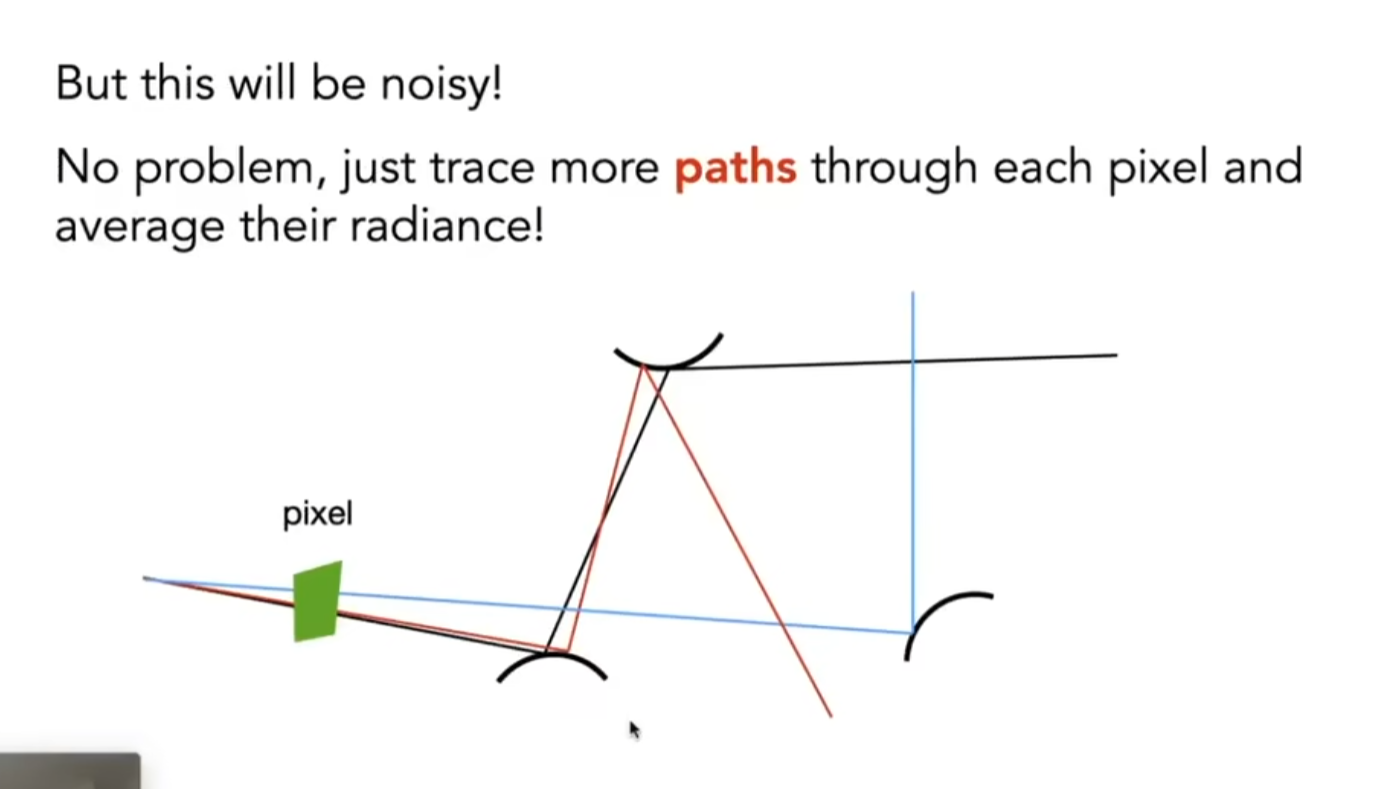 But this will be noisy!
No problem, just trace more paths through each pixel and
average their radiance!
pixel